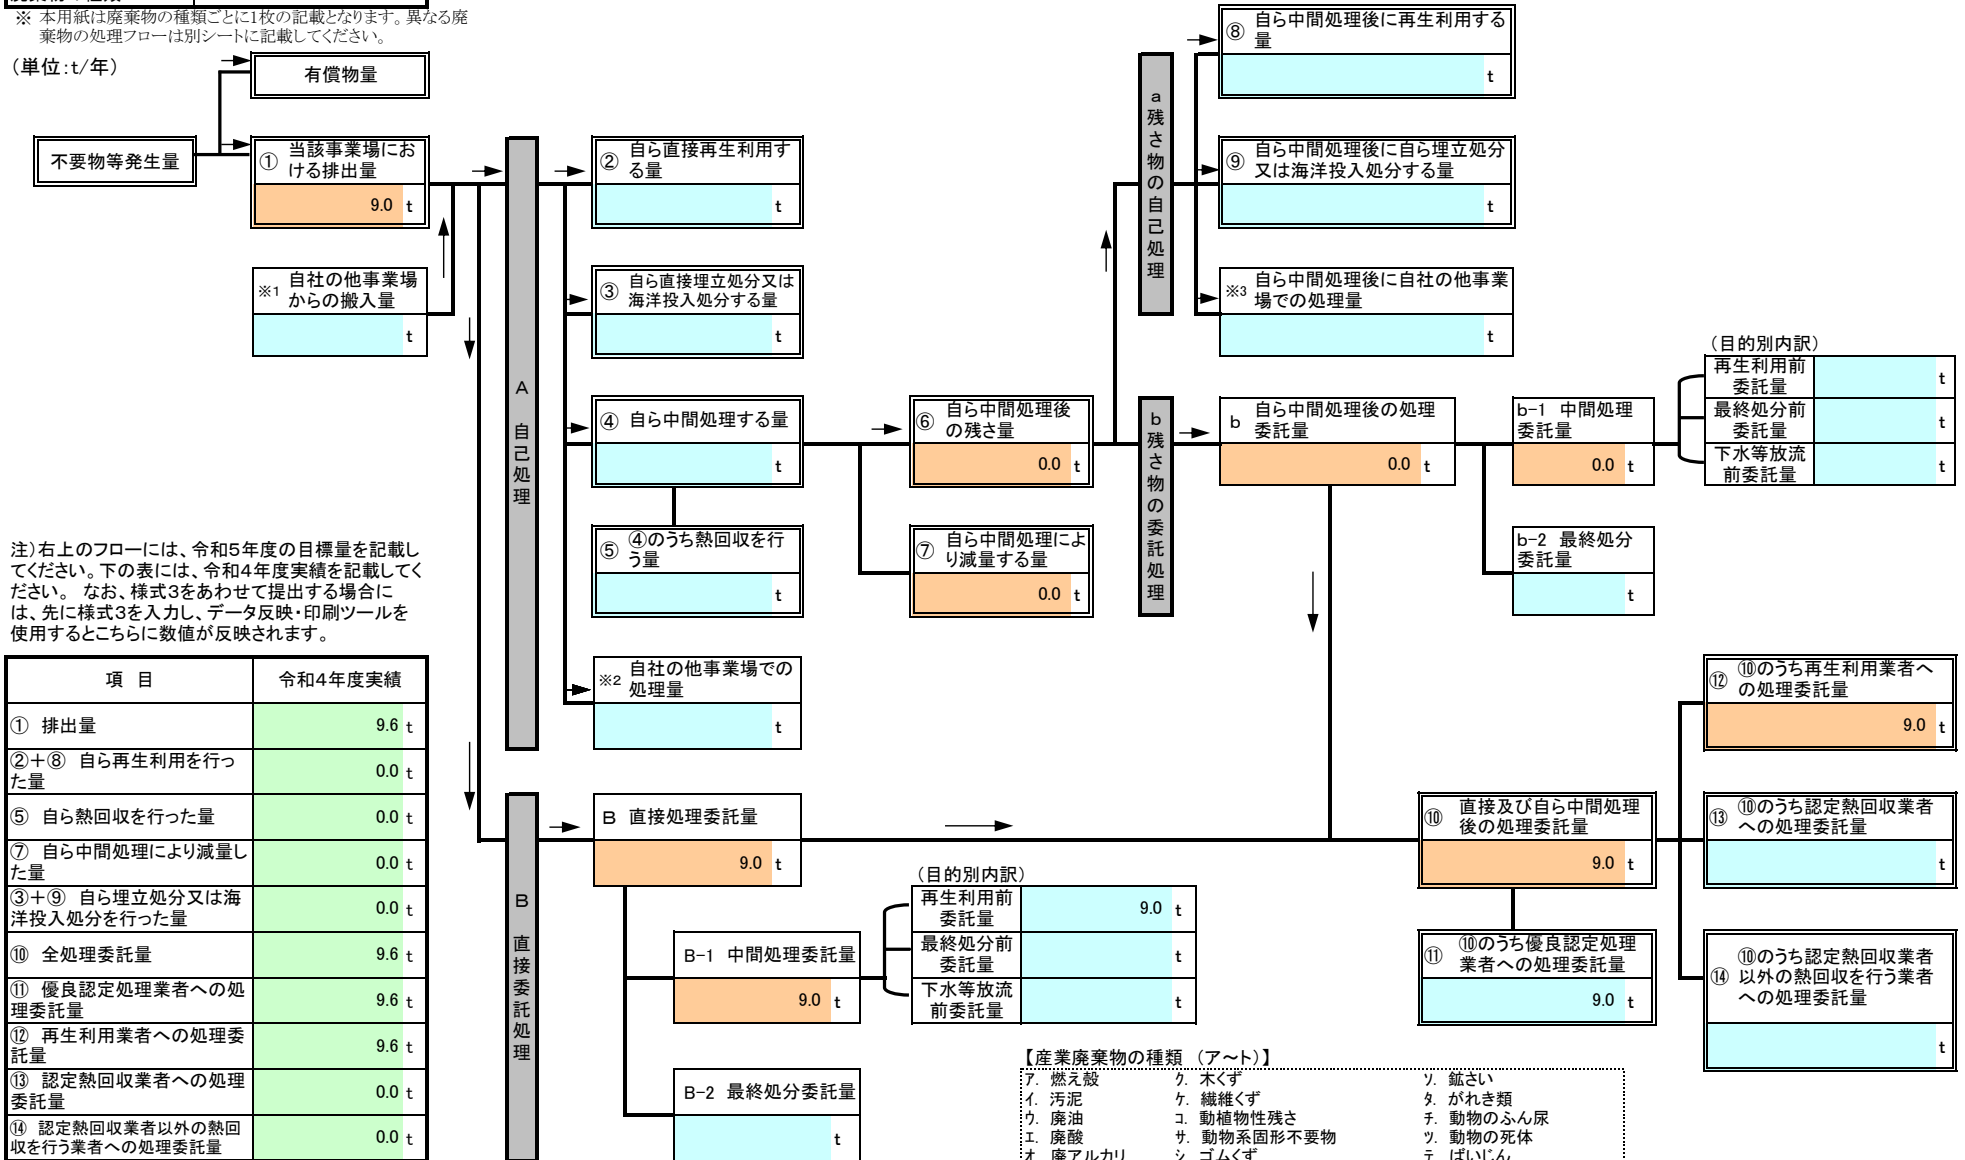 ※ 本用紙は廃棄物の種類ごとに1枚の記載となります。異なる廃
棄物の処理フローは別シートに記載してください。
(単位:t/年)
有償物量
不要物等発生量
① 当該事業場にお
ける排出量
9.0 t
※1 自社の他事業場
からの搬入量
t
A 自己処理
② 自ら直接再生利用す
る量
t
③ 自ら直接埋立処分又は
海洋投入処分する量
t
④ 自ら中間処理する量
t
⑤ ④のうち熱回収を行
う量
t
※2 自社の他事業場での
処理量
t
⑥ 自ら中間処理後
の残さ量
0.0 t
⑦ 自ら中間処理によ
り減量する量
0.0 t
a 残さ物の自己処理
⑧ 自ら中間処理後に再生利用する
量
t
⑨ 自ら中間処理後に自ら埋立処分
又は海洋投入処分する量
t
※3 自ら中間処理後に自社の他事業
場での処理量
t
b 残さ物の委託処理
b 自ら中間処理後の処理
委託量
0.0 t
b-1 中間処理
委託量
0.0 t
(目的別内訳)
再生利用前
委託量
t
最終処分前
委託量
t
下水等放流
前委託量
t
b-2 最終処分
委託量
t
注)右上のフローには、令和5年度の目標量を記載し
てください。下の表には、令和4年度実績を記載してく
ださい。 なお、様式3をあわせて提出する場合に
は、先に様式3を入力し、データ反映・印刷ツールを
使用するとこちらに数値が反映されます。
項 目 令和4年度実績
① 排出量 9.6 t
②+⑧ 自ら再生利用を行っ
た量 0.0 t
⑤ 自ら熱回収を行った量 0.0 t
⑦ 自ら中間処理により減量し
た量 0.0 t
③+⑨ 自ら埋立処分又は海
洋投入処分を行った量 0.0 t
⑩ 全処理委託量 9.6 t
⑪ 優良認定処理業者への処
理委託量 9.6 t
⑫ 再生利用業者への処理委
託量 9.6 t
⑬ 認定熱回収業者への処理
委託量 0.0 t
⑭ 認定熱回収業者以外の熱回
収を行う業者への処理委託量 0.0 t
B 直接委託処理
B 直接処理委託量
9.0 t
B-1 中間処理委託量
9.0 t
(目的別内訳)
再生利用前
委託量
9.0 t
最終処分前
委託量
t
下水等放流
前委託量
t
B-2 最終処分委託量
t
⑩ 直接及び自ら中間処理
後の処理委託量
9.0 t
⑪ ⑩のうち優良認定処理
業者への処理委託量
9.0 t
⑫ ⑩のうち再生利用業者へ
の処理委託量
9.0 t
⑬ ⑩のうち認定熱回収業者
への処理委託量
t
⑭ ⑩のうち認定熱回収業者
以外の熱回収を行う業者
への処理委託量
t
【産業廃棄物の種類 (ア~ト)】
ア. 燃え殻 ク. 木くず ソ. 鉱さい
イ. 汚泥 ケ. 繊維くず タ. がれき類
ウ. 廃油 コ. 動植物性残さ チ. 動物のふん尿
エ. 廃酸 サ. 動物系固形不要物 ツ. 動物の死体
オ. 廃アルカリ シ. ゴムくず テ. ばいじん